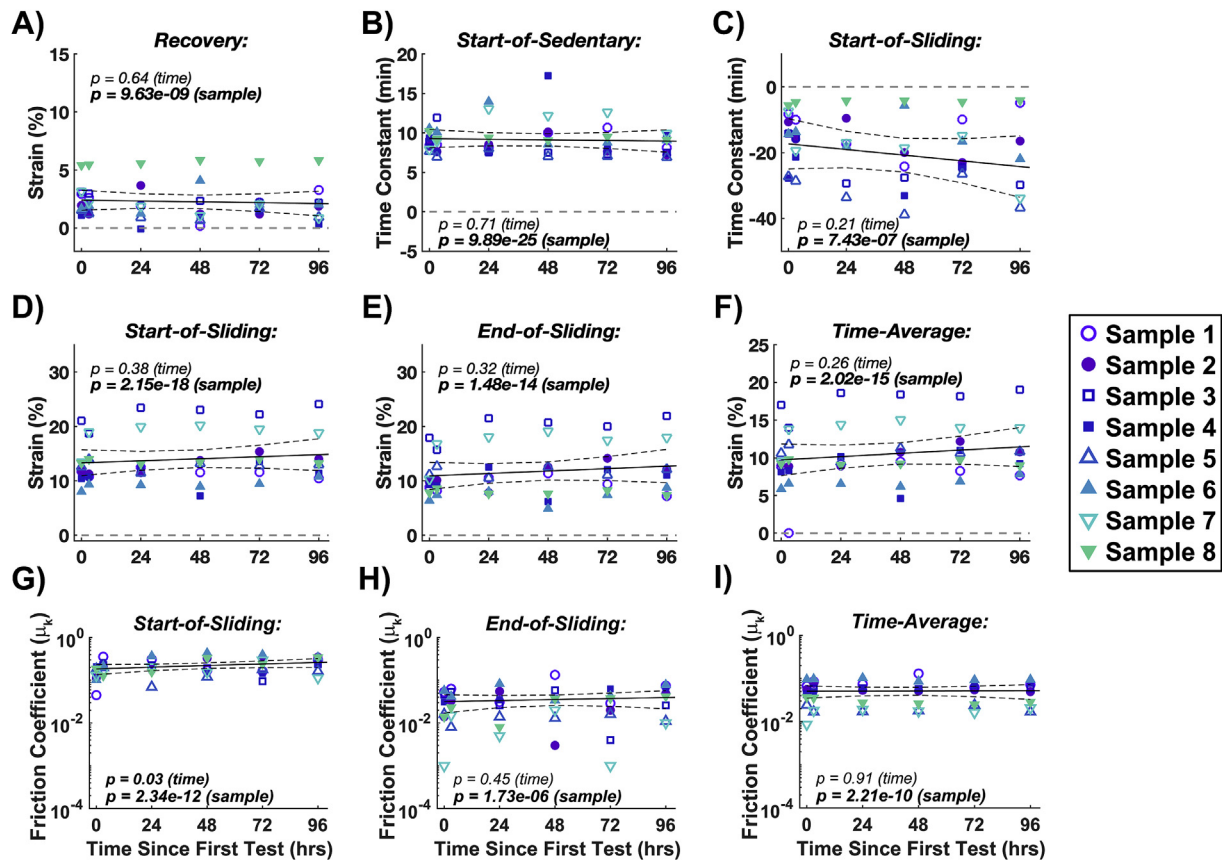 A)
Recovery:
15
10
5
0
Strain (%)
p = 0.64 (time)
p = 9.63e-09 (sample)
0 24 48 72 96
B)
Start-of-Sedentary:
20
15
10
5
0
-5
Time Constant (min)
p = 0.71 (time)
p = 9.89e-25 (sample)
0 24 48 72 96
C)
Start-of-Sliding:
0
-20
-40
Time Constant (min)
p = 0.21 (time)
p = 7.43e-07 (sample)
0 24 48 72 96
D)
Start-of-Sliding:
30
20
10
0
Strain (%)
p = 0.38 (time)
p = 2.15e-18 (sample)
0 24 48 72 96
E)
End-of-Sliding:
30
20
10
0
Strain (%)
p = 0.32 (time)
p = 1.48e-14 (sample)
0 24 48 72 96
F)
Time-Average:
25
20
15
10
5
0
Strain (%)
p = 0.26 (time)
p = 2.02e-15 (sample)
0 24 48 72 96
Sample 1
Sample 2
Sample 3
Sample 4
Sample 5
Sample 6
Sample 7
Sample 8
G)
Start-of-Sliding:
10^0
10^-2
10^-4
Friction Coefficient (μk)
p = 0.03 (time)
p = 2.34e-12 (sample)
0 24 48 72 96
Time Since First Test (hrs)
H)
End-of-Sliding:
10^0
10^-2
10^-4
Friction Coefficient (μk)
p = 0.45 (time)
p = 1.73e-06 (sample)
0 24 48 72 96
Time Since First Test (hrs)
I)
Time-Average:
10^0
10^-2
10^-4
Friction Coefficient (μk)
p = 0.91 (time)
p = 2.21e-10 (sample)
0 24 48 72 96
Time Since First Test (hrs)